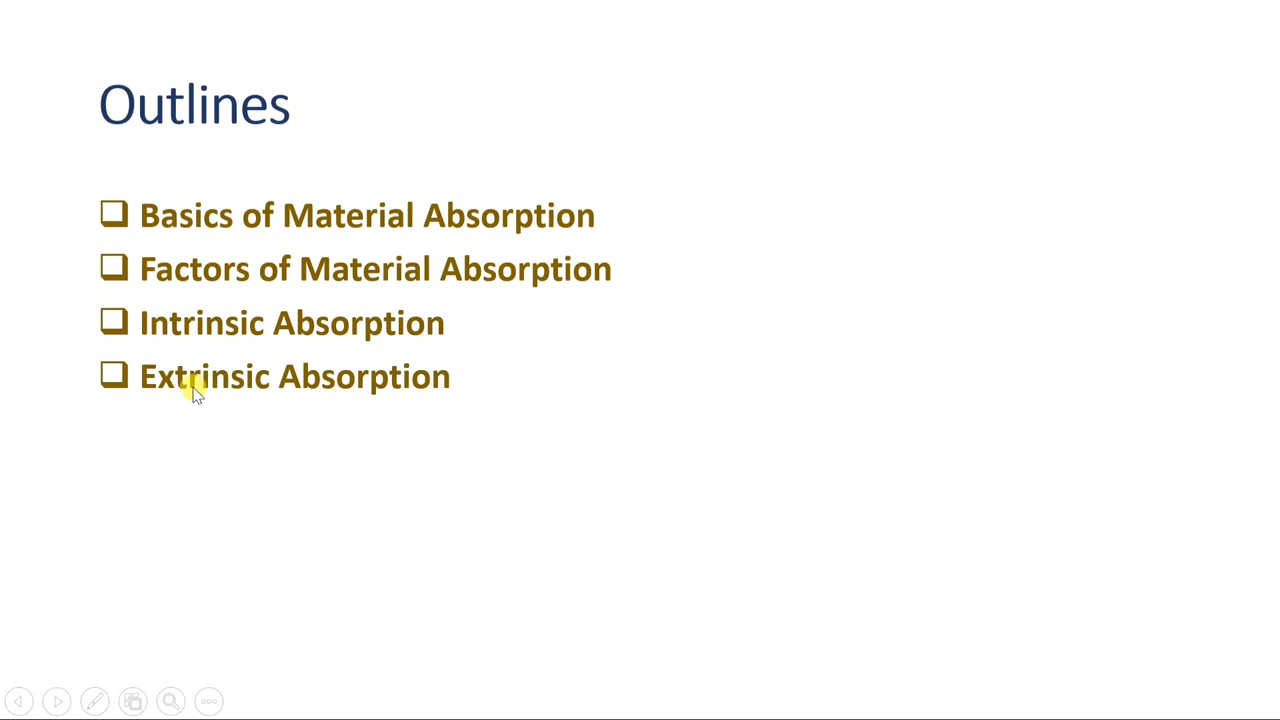 Outlines
Basics of Material Absorption
Factors of Material Absorption
Intrinsic Absorption
Extrinsic Absorption